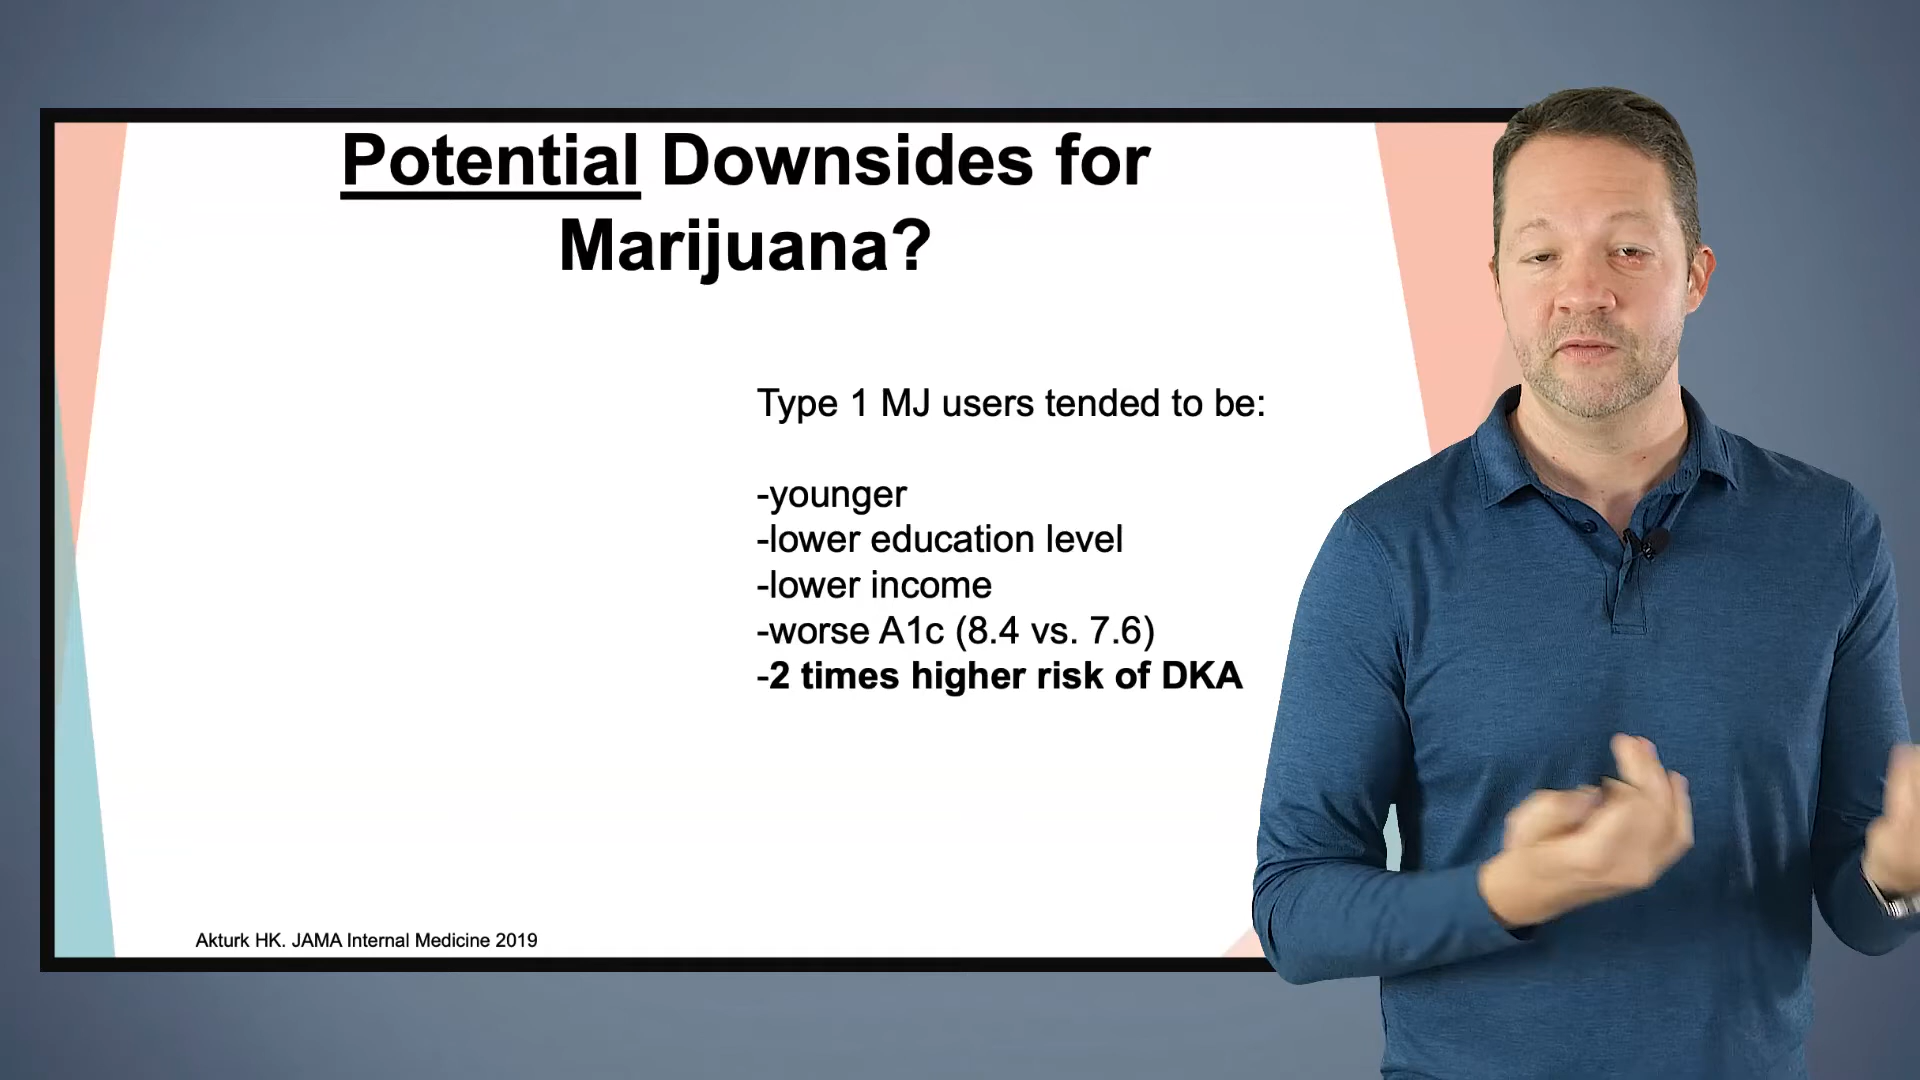 Potential Downsides for
Marijuana?
Type 1 MJ users tended to be:
-younger
-lower education level
-lower income
-worse A1c (8.4 vs. 7.6)
-2 times higher risk of DKA
Akturk HK. JAMA Internal Medicine 2019